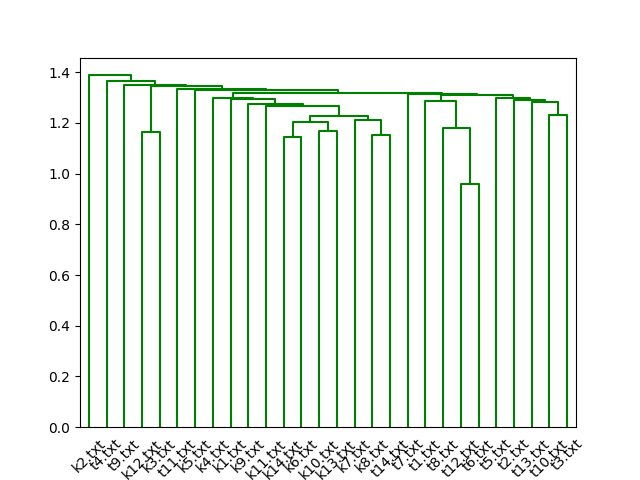 1.4
1.2
1.0
0.8
0.6
0.4
0.2
0.0
k2.txt
t4.txt
t9.txt
k12.txt
k3.txt
t11.txt
k5.txt
k4.txt
k1.txt
k9.txt
k11.txt
k14.txt
k6.txt
k10.txt
k13.txt
k7.txt
k8.txt
t14.txt
t7.txt
t1.txt
t8.txt
t12.txt
t6.txt
t5.txt
t2.txt
t13.txt
t10.txt
t3.txt